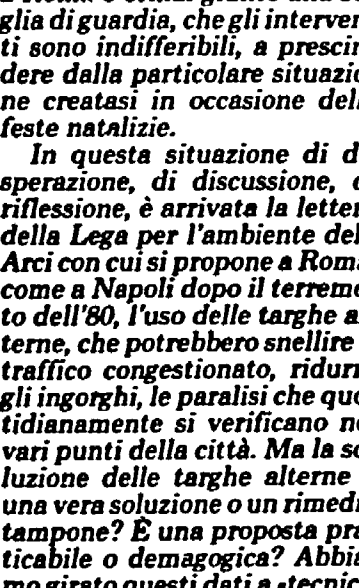 glia di guardia, che gli interven
ti sono indifferibili, a prescin
dere dalla particolare situazio
ne creatasi in occasione dell
feste natalizie.
In questa situazione di di
sperazione, di discussione, 
riflessione, è arrivata la letter
della Lega per l'ambiente del
Arci con cui si propone a Roma
come a Napoli dopo il terremo
to dell'80, l'uso delle targhe a
terne, che potrebbero snellire
traffico congestionato, ridurr
gli ingorghi, le paralisi che quo
tidianamente si verificano ne
vari punti della città. Ma la so
luzione delle targhe alterne
una vera soluzione o un rimedi
tampone? È una proposta pra
ticabile o demagogica? Abbia
mo girato questi dati a «tecnic